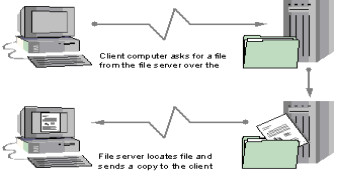 Client computer asks for a file
from the file server over the
File server locates file and
sends a copy to the client